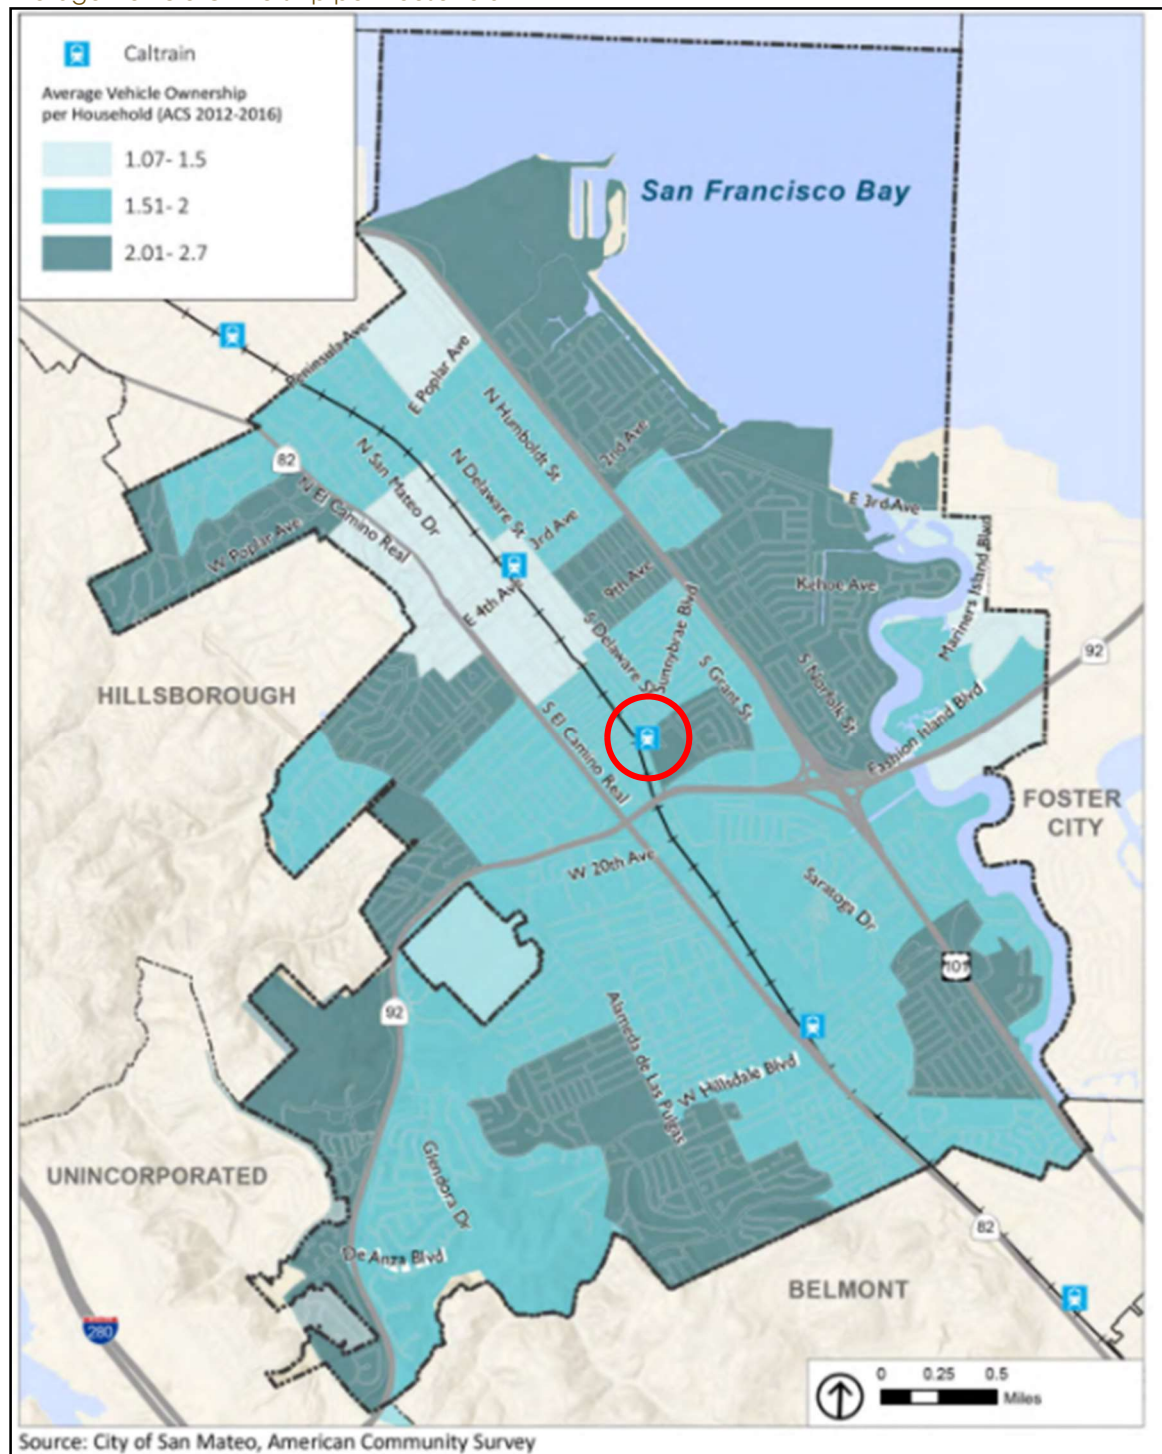 Caltrain
Average Vehicle Ownership
per Household (ACS 2012-2016)
1.07- 1.5
1.51- 2
2.01- 2.7
San Francisco Bay
Peninsula Ave
E Poplar Ave
N Humboldt St
2nd Ave
82
N San Mateo Dr
N Delaware St
3rd Ave
E 3rd Ave
N El Camino Real
W Poplar Ave
E 4th Ave
9th Ave
Kehoe Ave
Mariners Island Blvd
S Delaware St
Sunnybrae Blvd
S Grant St
S Norfolk St
92
HILLSBOROUGH
S El Camino Real
Fashion Island Blvd
FOSTER
CITY
W 20th Ave
Saratoga Dr
101
92
Alameda de Las Pulgas
W Hillsdale Blvd
UNINCORPORATED
Glendora Dr
De Anza Blvd
82
BELMONT
280
0 0.25 0.5
Miles
Source: City of San Mateo, American Community Survey